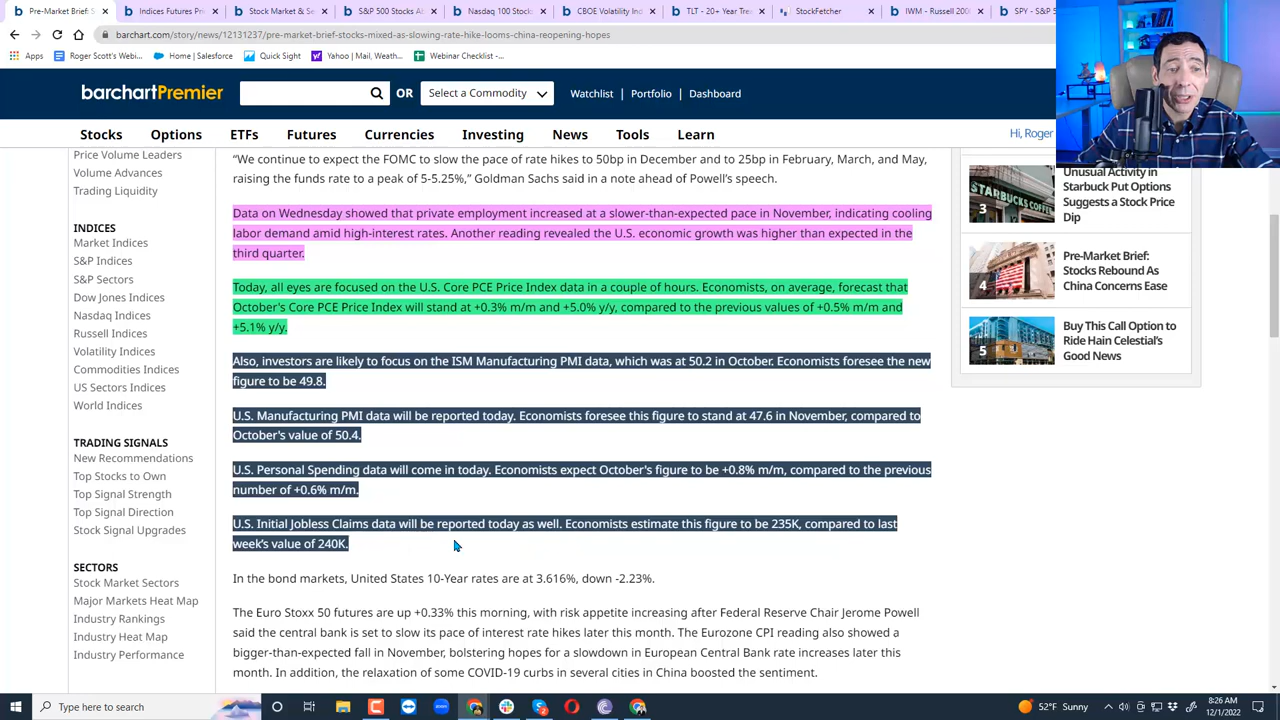 Pre-Market Brief: Stoc
Indices Futures Prices
Stock Market & Se
S&P 500 Stocks At
Nasdaq 100 Stock
CBOE Volatility Ind
TLT - 20+ Year Tre
StockFetcher
IWM - Russell 200
SPY - S&P 5
barchart.com/story/news/12131237/pre-market-brief-stocks-mixed-as-slowing-rate-hike-looms-china-reopening-hopes
Apps
Roger Scott's Webi...
Home | Salesforce
Quick Sight
Yahoo | Mail, Weath...
Webinar Checklist -...
barchartPremier
OR
Select a Commodity
Watchlist | Portfolio | Dashboard
Stocks Options ETFs Futures Currencies Investing News Tools Learn
Hi, Roger
Price Volume Leaders
Volume Advances
Trading Liquidity
INDICES
Market Indices
S&P Indices
S&P Sectors
Dow Jones Indices
Nasdaq Indices
Russell Indices
Volatility Indices
Commodities Indices
US Sectors Indices
World Indices
TRADING SIGNALS
New Recommendations
Top Stocks to Own
Top Signal Strength
Top Signal Direction
Stock Signal Upgrades
SECTORS
Stock Market Sectors
Major Markets Heat Map
Industry Rankings
Industry Heat Map
Industry Performance
“We continue to expect the FOMC to slow the pace of rate hikes to 50bp in December and to 25bp in February, March, and May,
raising the funds rate to a peak of 5-5.25%,” Goldman Sachs said in a note ahead of Powell’s speech.
Data on Wednesday showed that private employment increased at a slower-than-expected pace in November, indicating cooling
labor demand amid high-interest rates. Another reading revealed the U.S. economic growth was higher than expected in the
third quarter.
Today, all eyes are focused on the U.S. Core PCE Price Index data in a couple of hours. Economists, on average, forecast that
October’s Core PCE Price Index will stand at +0.3% m/m and +5.0% y/y, compared to the previous values of +0.5% m/m and
+5.1% y/y.
Also, investors are likely to focus on the ISM Manufacturing PMI data, which was at 50.2 in October. Economists foresee the new
figure to be 49.8.
U.S. Manufacturing PMI data will be reported today. Economists foresee this figure to stand at 47.6 in November, compared to
October’s value of 50.4.
U.S. Personal Spending data will come in today. Economists expect October’s figure to be +0.8% m/m, compared to the previous
number of +0.6% m/m.
U.S. Initial Jobless Claims data will be reported today as well. Economists estimate this figure to be 235K, compared to last
week’s value of 240K.
In the bond markets, United States 10-Year rates are at 3.616%, down -2.23%.
The Euro Stoxx 50 futures are up +0.33% this morning, with risk appetite increasing after Federal Reserve Chair Jerome Powell
said the central bank is set to slow its pace of interest rate hikes later this month. The Eurozone CPI reading also showed a
bigger-than-expected fall in November, bolstering hopes for a slowdown in European Central Bank rate increases later this
month. In addition, the relaxation of some COVID-19 curbs in several cities in China boosted the sentiment.
STARBUCKS COFFEE
3
Unusual Activity in
Starbuck Put Options
Suggests a Stock Price
Dip
4
Pre-Market Brief:
Stocks Rebound As
China Concerns Ease
5
Buy This Call Option to
Ride Hain Celestial’s
Good News
Type here to search
52°F Sunny
8:26 AM
12/1/2022